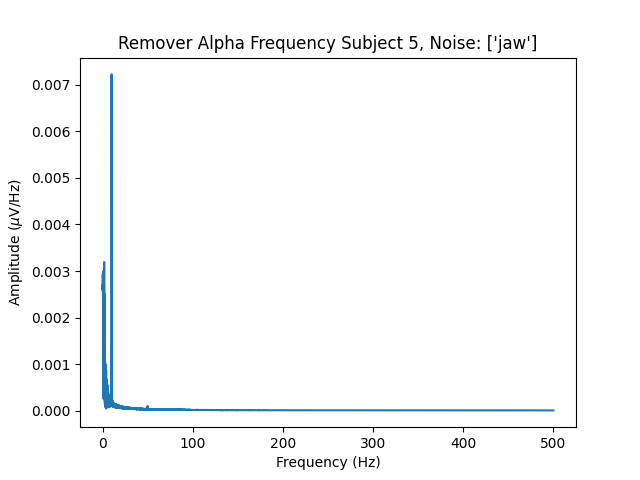 Remover Alpha Frequency Subject 5, Noise: ['jaw']
0.007
0.006
0.005
0.004
0.003
0.002
0.001
0.000
Amplitude (μV/Hz)
0 100 200 300 400 500
Frequency (Hz)